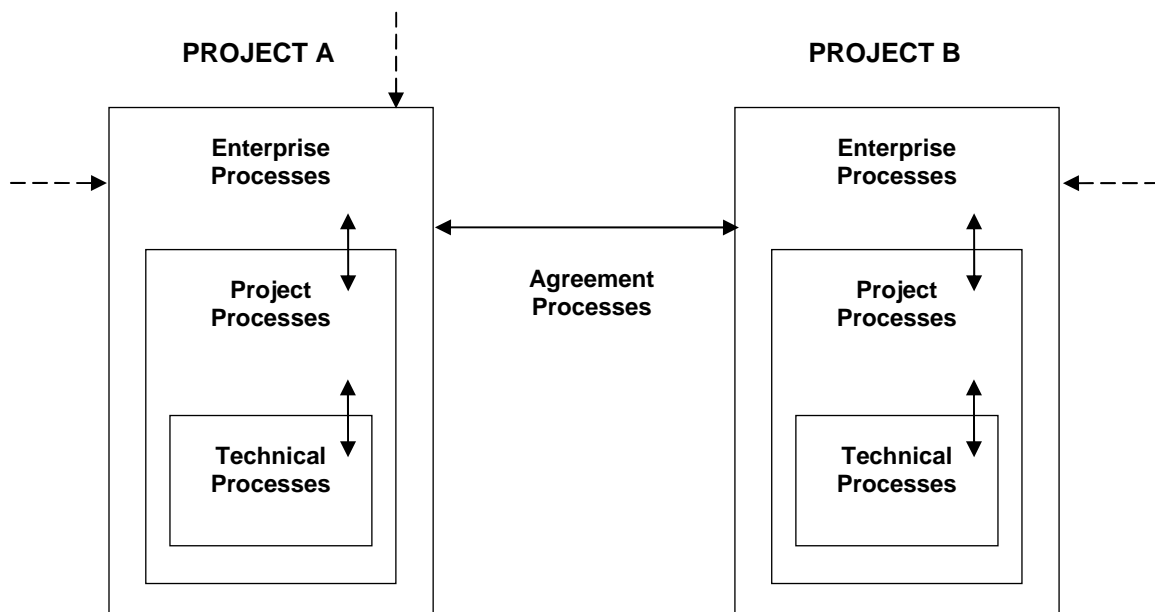 PROJECT A
PROJECT B
Enterprise
Processes
Enterprise
Processes
Agreement
Processes
Project
Processes
Project
Processes
Technical
Processes
Technical
Processes